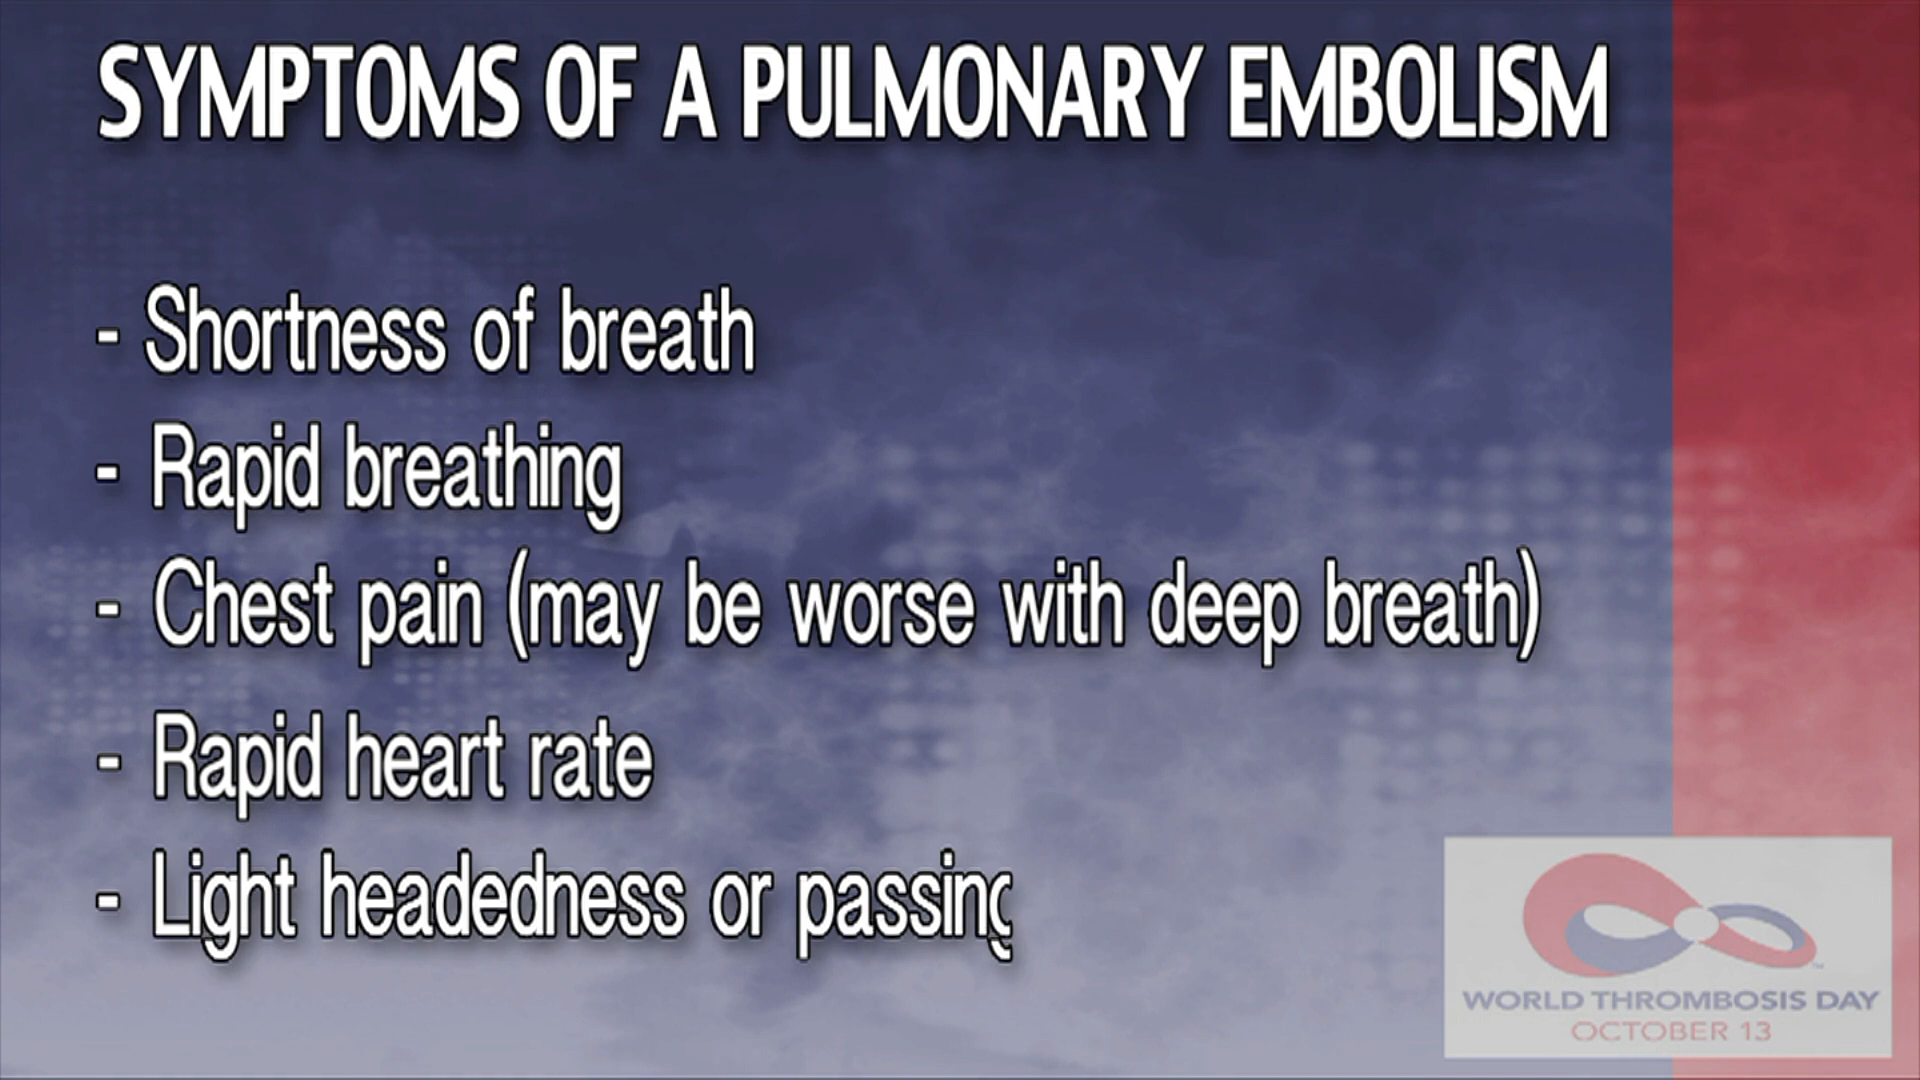 SYMPTOMS OF A PULMONARY EMBOLISM
- Shortness of breath
- Rapid breathing
- Chest pain (may be worse with deep breath)
- Rapid heart rate
- Light headedness or passing
WORLD THROMBOSIS DAY
OCTOBER 13